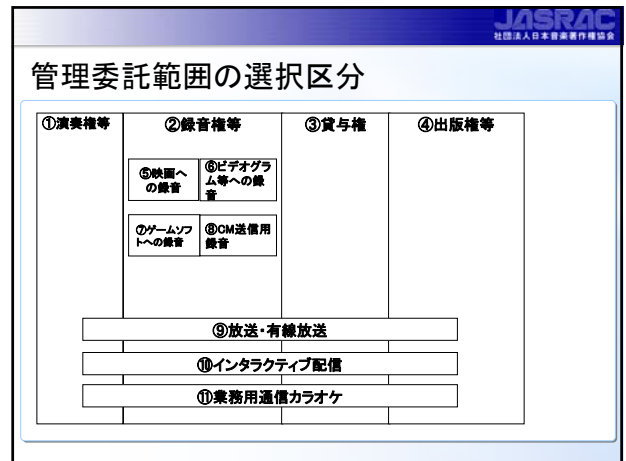 JASRAC
社団法人日本音楽著作権協会
管理委託範囲の選択区分
①演奏権等
②録音権等
③貸与権
④出版権等
⑤映画へ
の録音
⑥ビデオグラ
ム等への録
音
⑦ゲームソフ
トへの録音
⑧CM送信用
録音
⑨放送・有線放送
⑩インタラクティブ配信
⑪業務用通信カラオケ